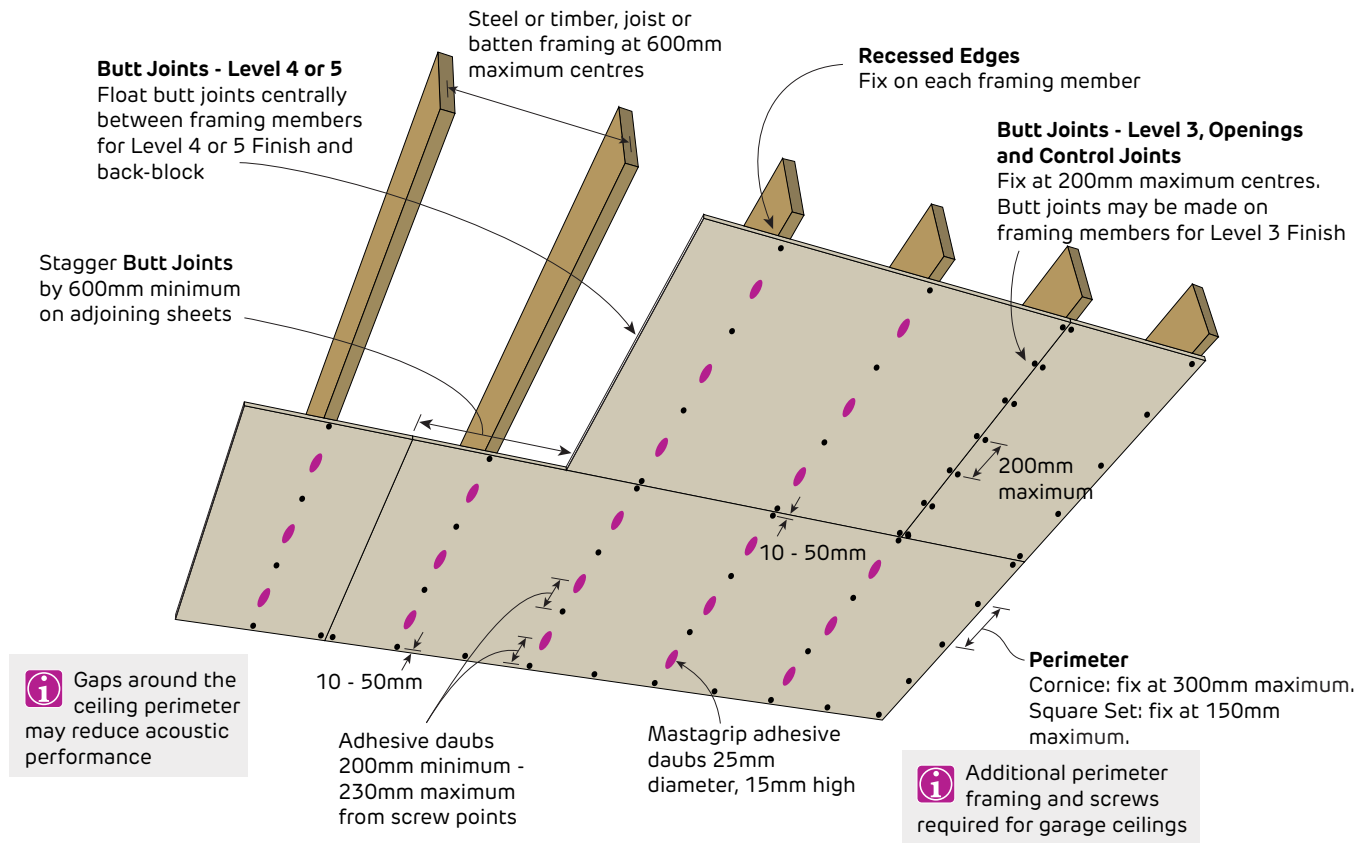 Steel or timber, joist or
batten framing at 600mm
maximum centres
Butt Joints - Level 4 or 5
Float butt joints centrally
between framing members
for Level 4 or 5 Finish and
back-block
Recessed Edges
Fix on each framing member
Butt Joints - Level 3, Openings
and Control Joints
Fix at 200mm maximum centres.
Butt joints may be made on
framing members for Level 3 Finish
Stagger Butt Joints
by 600mm minimum
on adjoining sheets
200mm
maximum
10 - 50mm
10 - 50mm
Perimeter
Cornice: fix at 300mm maximum.
Square Set: fix at 150mm
maximum.
i Gaps around the
ceiling perimeter
may reduce acoustic
performance
Adhesive daubs
200mm minimum -
230mm maximum
from screw points
Mastagrip adhesive
daubs 25mm
diameter, 15mm high
i Additional perimeter
framing and screws
required for garage ceilings